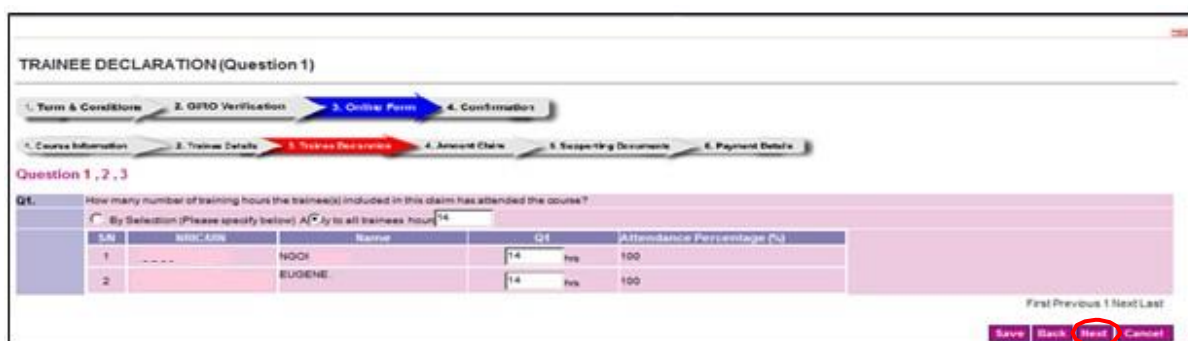 TRAINEE DECLARATION (Question 1)
1. Term & Conditions 2. GIRO Verification 3. Online Form 4. Confirmation
1. Course Information 2. Trainee Details 3. Trainee Declaration 4. Amount Claim 5. Supporting Documents 6. Payment Details
Question 1 , 2 , 3
Q1. How many number of training hours the trainee(s) included in this claim has attended the course?
By Selection (Please specify below) A ly to all trainees hour 14
S/N NRIC/UIN Name Q1 Attendance Percentage (%)
1 NGOI 14 hrs 100
2 EUGENE. 14 hrs 100
First Previous 1 Next Last
Save Back Next Cancel